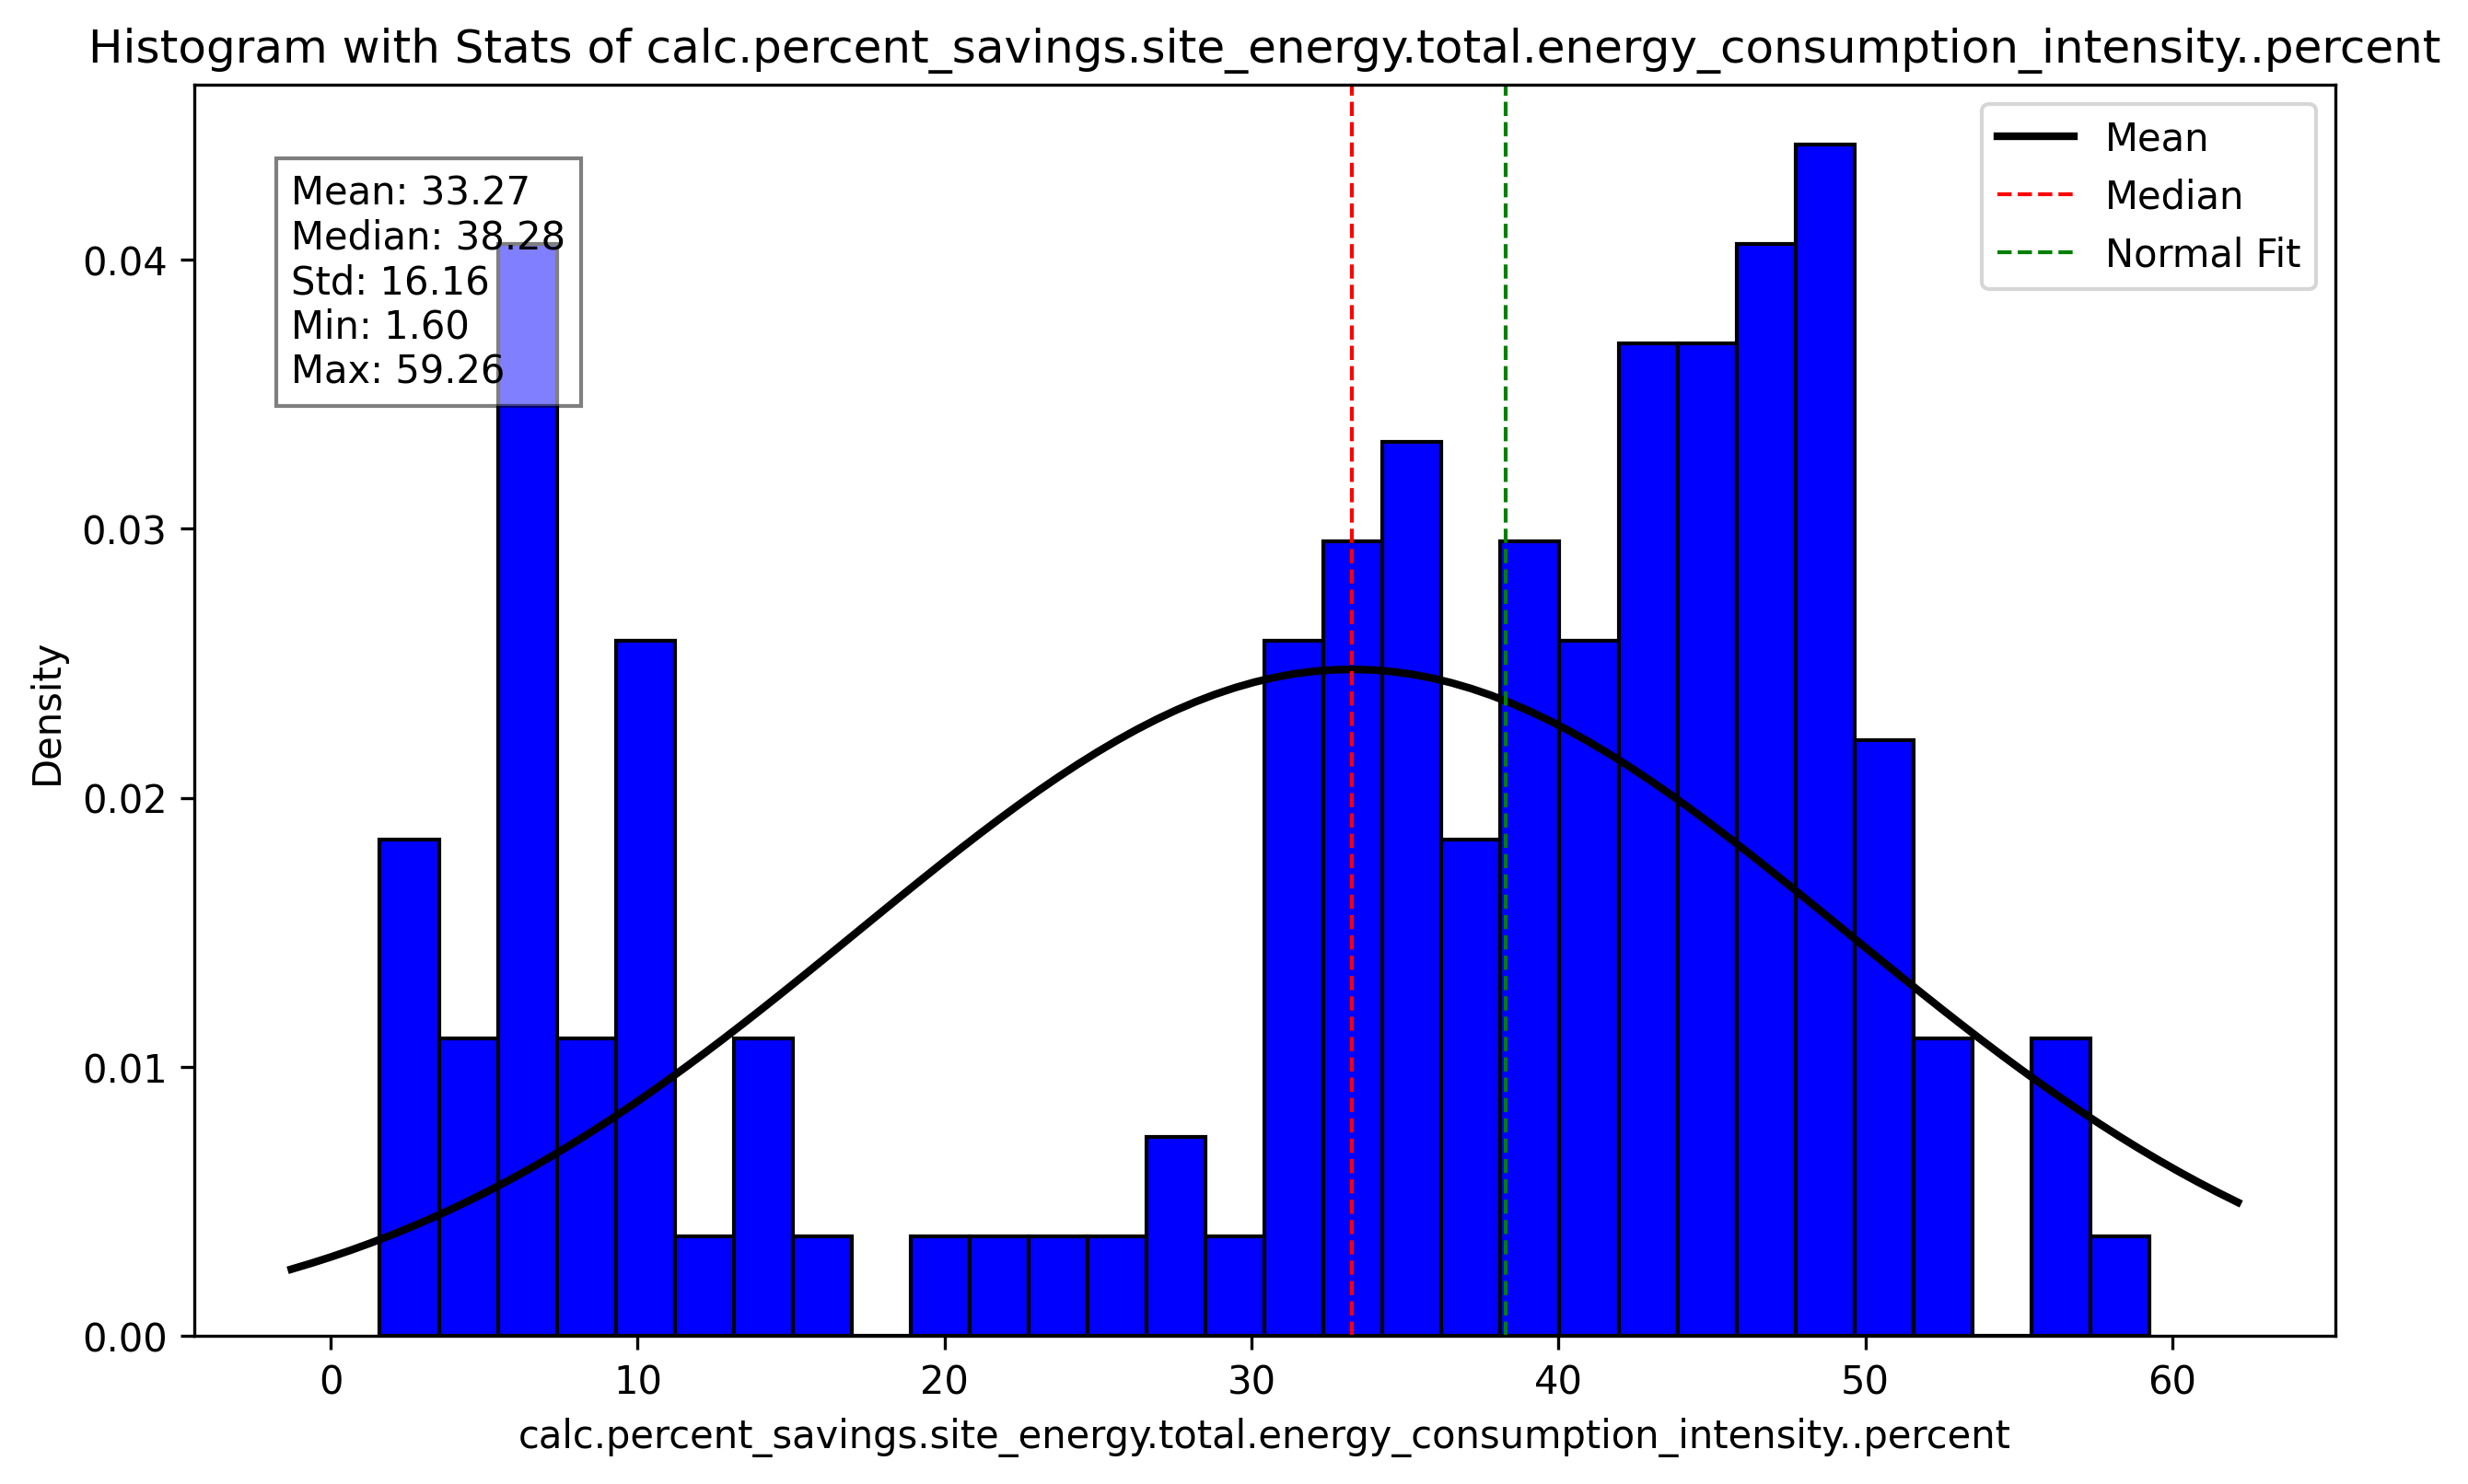 Histogram with Stats of calc.percent_savings.site_energy.total.energy_consumption_intensity..percent
Mean: 33.27
Median: 38.28
Std: 16.16
Min: 1.60
Max: 59.26
Mean
Median
Normal Fit
Density
0.04
0.03
0.02
0.01
0.00
0 10 20 30 40 50 60
calc.percent_savings.site_energy.total.energy_consumption_intensity..percent